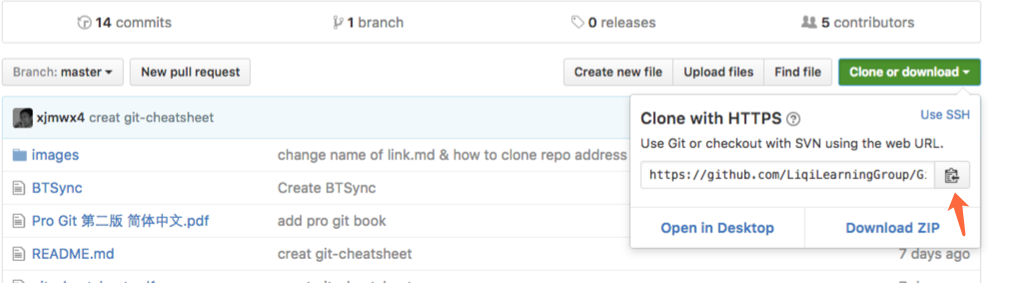 14 commits 1 branch 0 releases 5 contributors
Branch: master New pull request Create new file Upload files Find file Clone or download
xjmwx4 creat git-cheatsheet
Clone with HTTPS ? Use SSH
Use Git or checkout with SVN using the web URL.
images change name of link.md & how to clone repo address
https://github.com/LiqiLearningGroup/G
BTSync Create BTSync
Pro Git 第二版 简体中文.pdf add pro git book
Open in Desktop Download ZIP
README.md creat git-cheatsheet 7 days ago